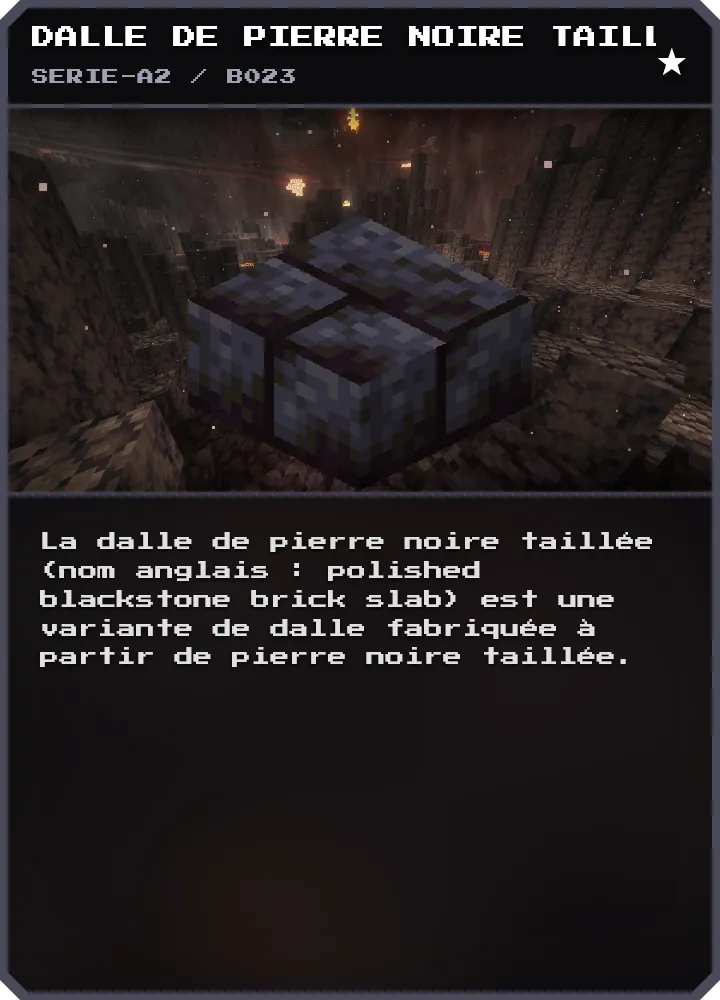 DALLE DE PIERRE NOIRE TAILL
SERIE-A2 / B023
La dalle de pierre noire taillée
(nom anglais : polished
blackstone brick slab) est une
variante de dalle fabriquée à
partir de pierre noire taillée.